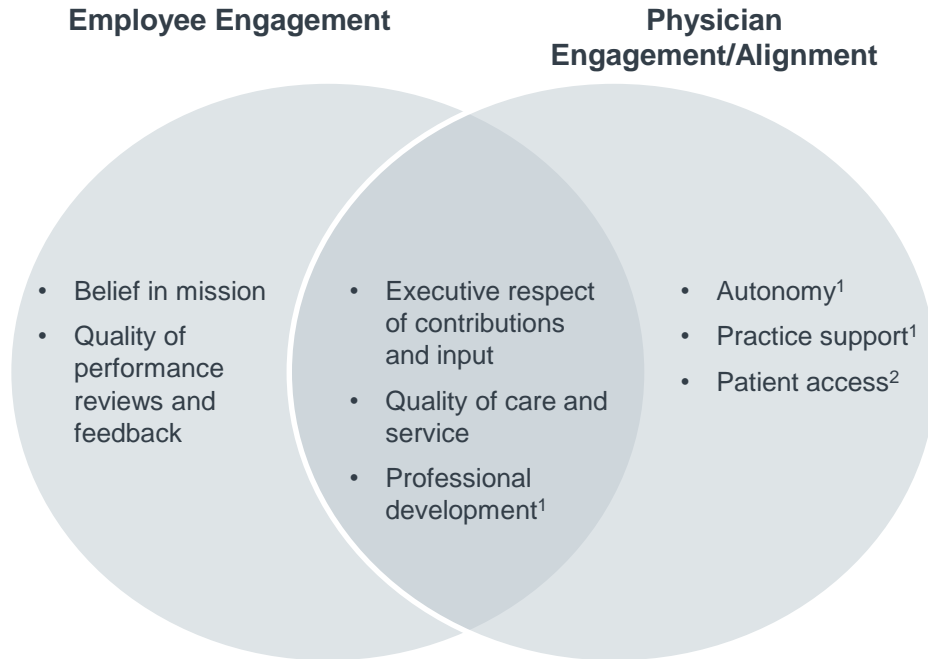 Employee Engagement
Physician
Engagement/Alignment
• Belief in mission
• Quality of
performance
reviews and
feedback
• Executive respect
of contributions
and input
• Quality of care and
service
• Professional
development¹
• Autonomy¹
• Practice support¹
• Patient access²